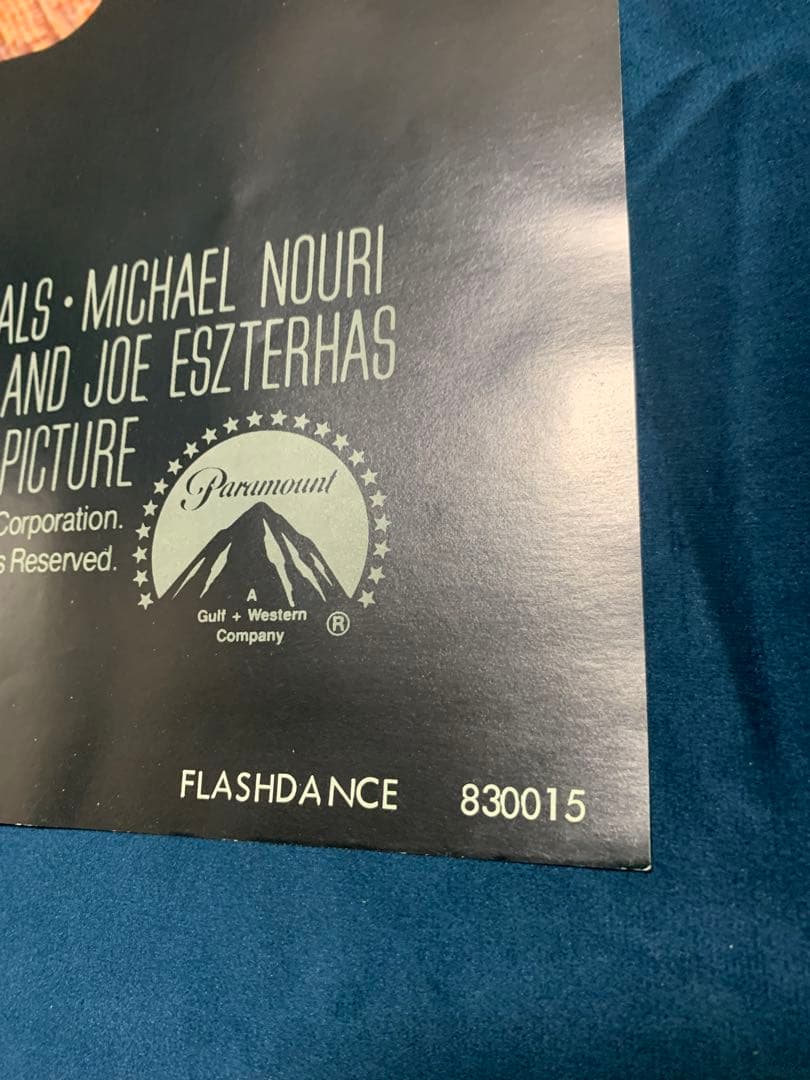 ALS · MICHAEL NOURI
AND JOE ESZTERHAS
PICTURE
Corporation.
s Reserved.
Paramount
A
Gulf + Western
Company
®
FLASHDANCE 830015